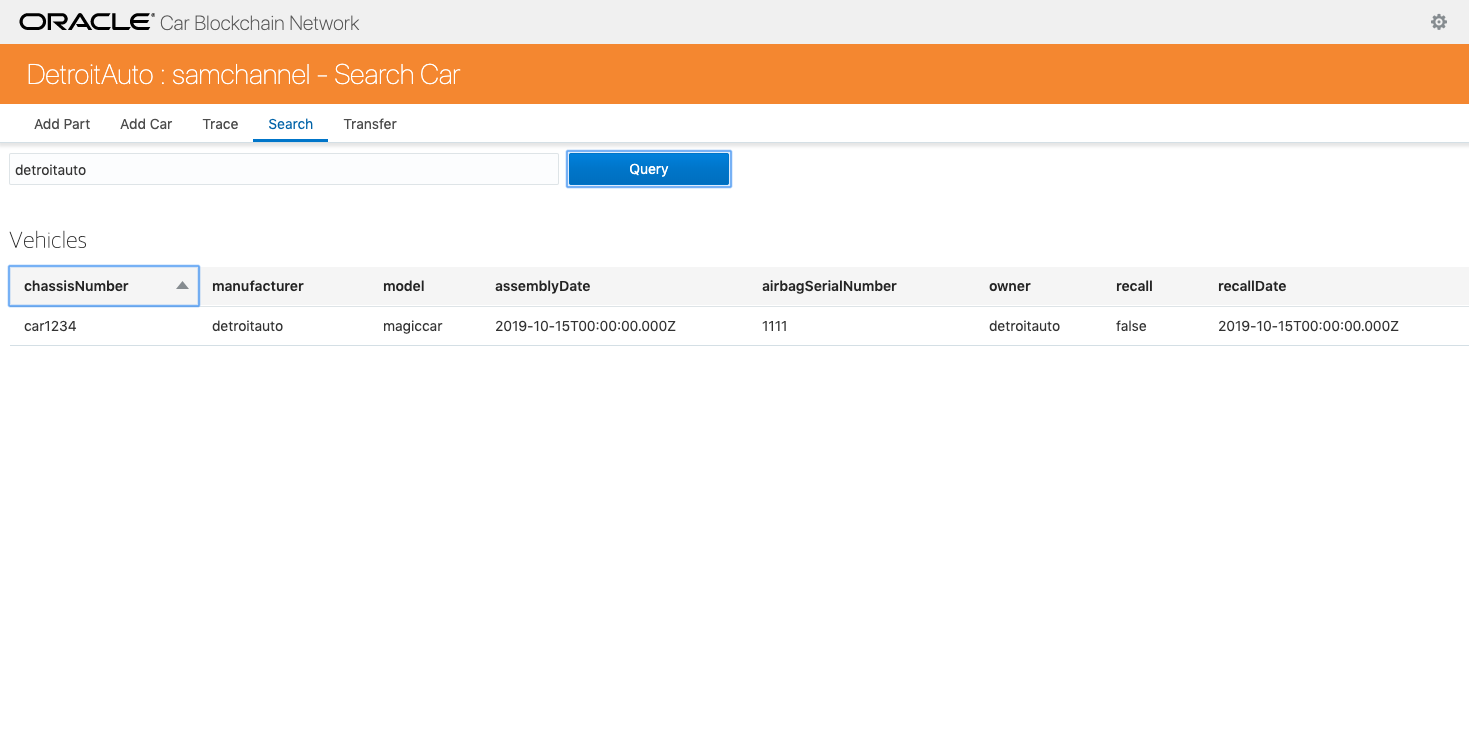 ORACLE® Car Blockchain Network
DetroitAuto : samchannel - Search Car
Add Part Add Car Trace Search Transfer
detroitauto Query
Vehicles
chassisNumber manufacturer model assemblyDate airbagSerialNumber owner recall recallDate
car1234 detroitauto magiccar 2019-10-15T00:00:00.000Z 1111 detroitauto false 2019-10-15T00:00:00.000Z